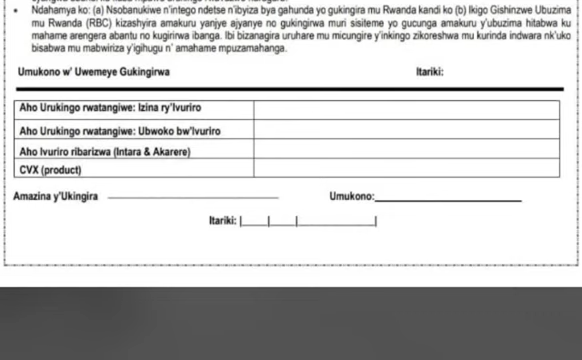 Ndahamya ko: (a) Nsobanukiwe n'intego ndetse n'ibyiza bya gahunda yo gukingira mu Rwanda kandi ko (b) Ikigo Gishinzwe Ubuzima
mu Rwanda (RBC) kizashyira amakuru yanjye ajyanye no gukingirwa muri sisiteme yo gucunga amakuru y'ubuzima hitabwa ku
mahame arengera abantu no kugirirwa ibanga. Ibi bizanagira uruhare mu micungire y'inkingo zikoreshwa mu kurinda indwara nk'uko
bisabwa mu mabwiriza y'igihugu n' amahame mpuzamahanga.
Umukono w' Uwemeye Gukingirwa Itariki:
Aho Urukingo rwatangiwe: Izina ry'Ivuriro
Aho Urukingo rwatangiwe: Ubwoko bw'Ivuriro
Aho Ivuriro ribarizwa (Intara & Akarere)
CVX (product)
Amazina y'Ukingira Umukono:
Itariki: